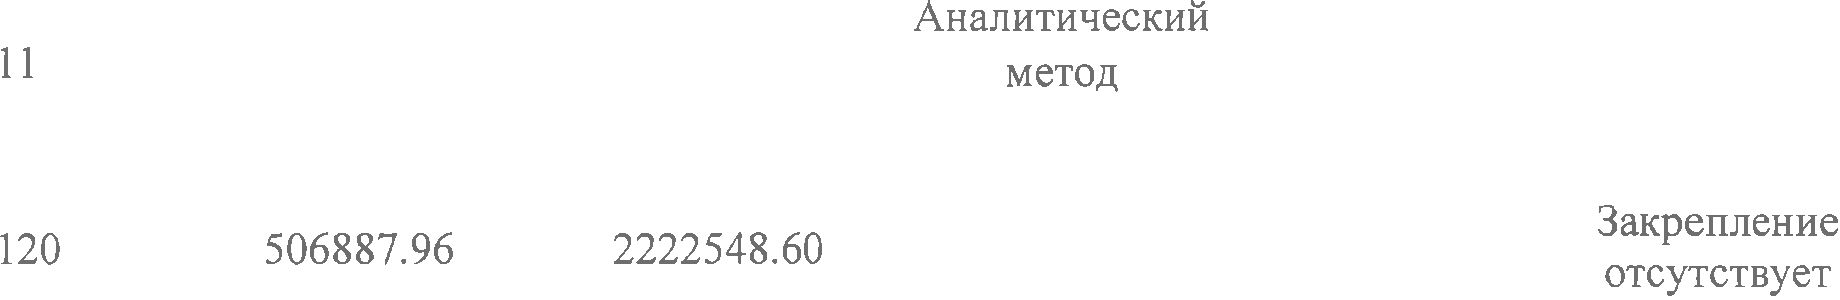 Аналитический
11
метод
Закрепление
120 506887.96 2222548.60
отсутствует